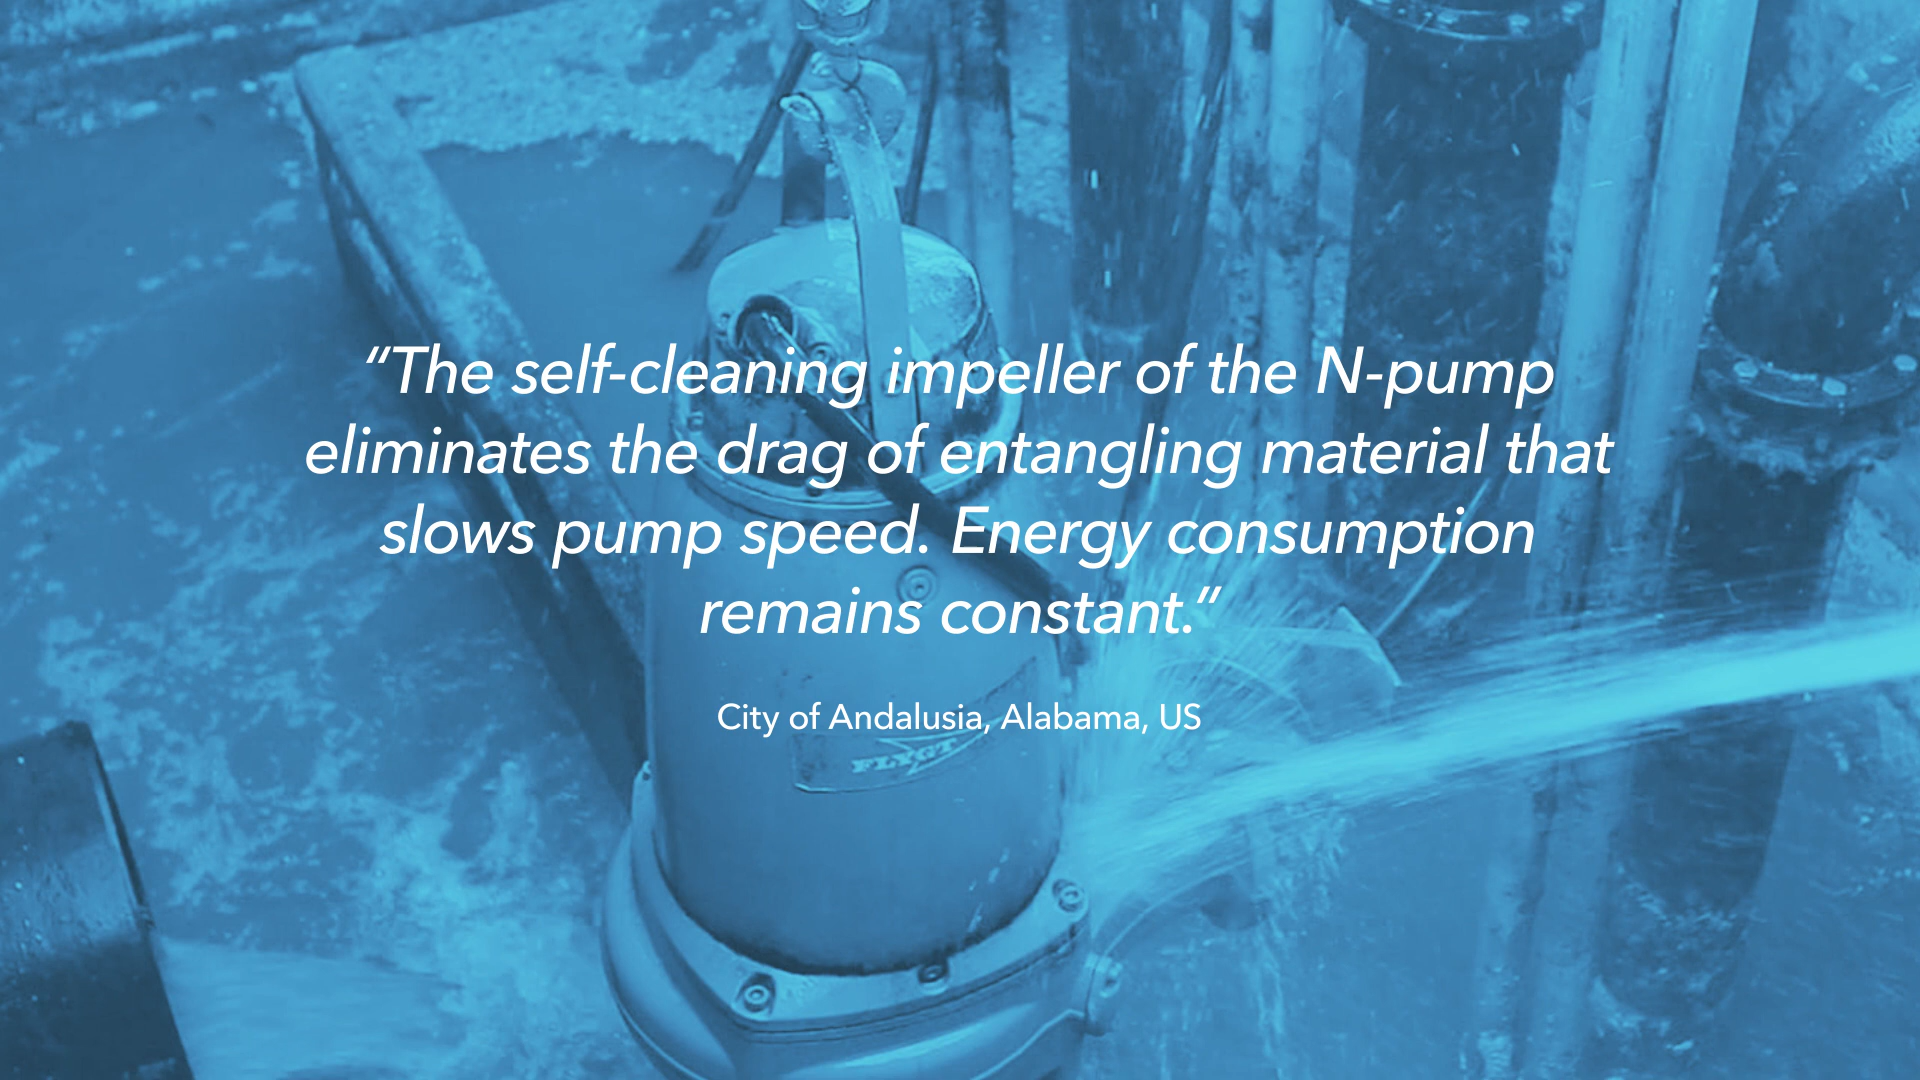 “The self-cleaning impeller of the N-pump
eliminates the drag of entangling material that
slows pump speed. Energy consumption
remains constant.”
City of Andalusia, Alabama, US
FLYGT